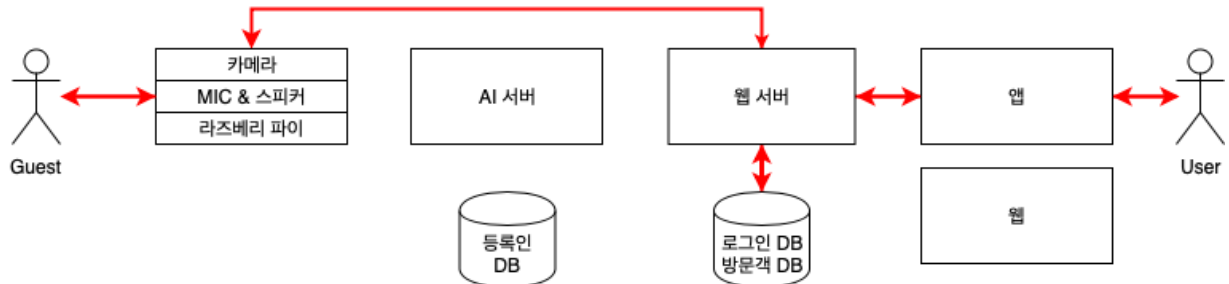 카메라
MIC & 스피커
라즈베리 파이
AI 서버
웹 서버
앱
Guest
User
웹
등록인
DB
로그인 DB
방문객 DB